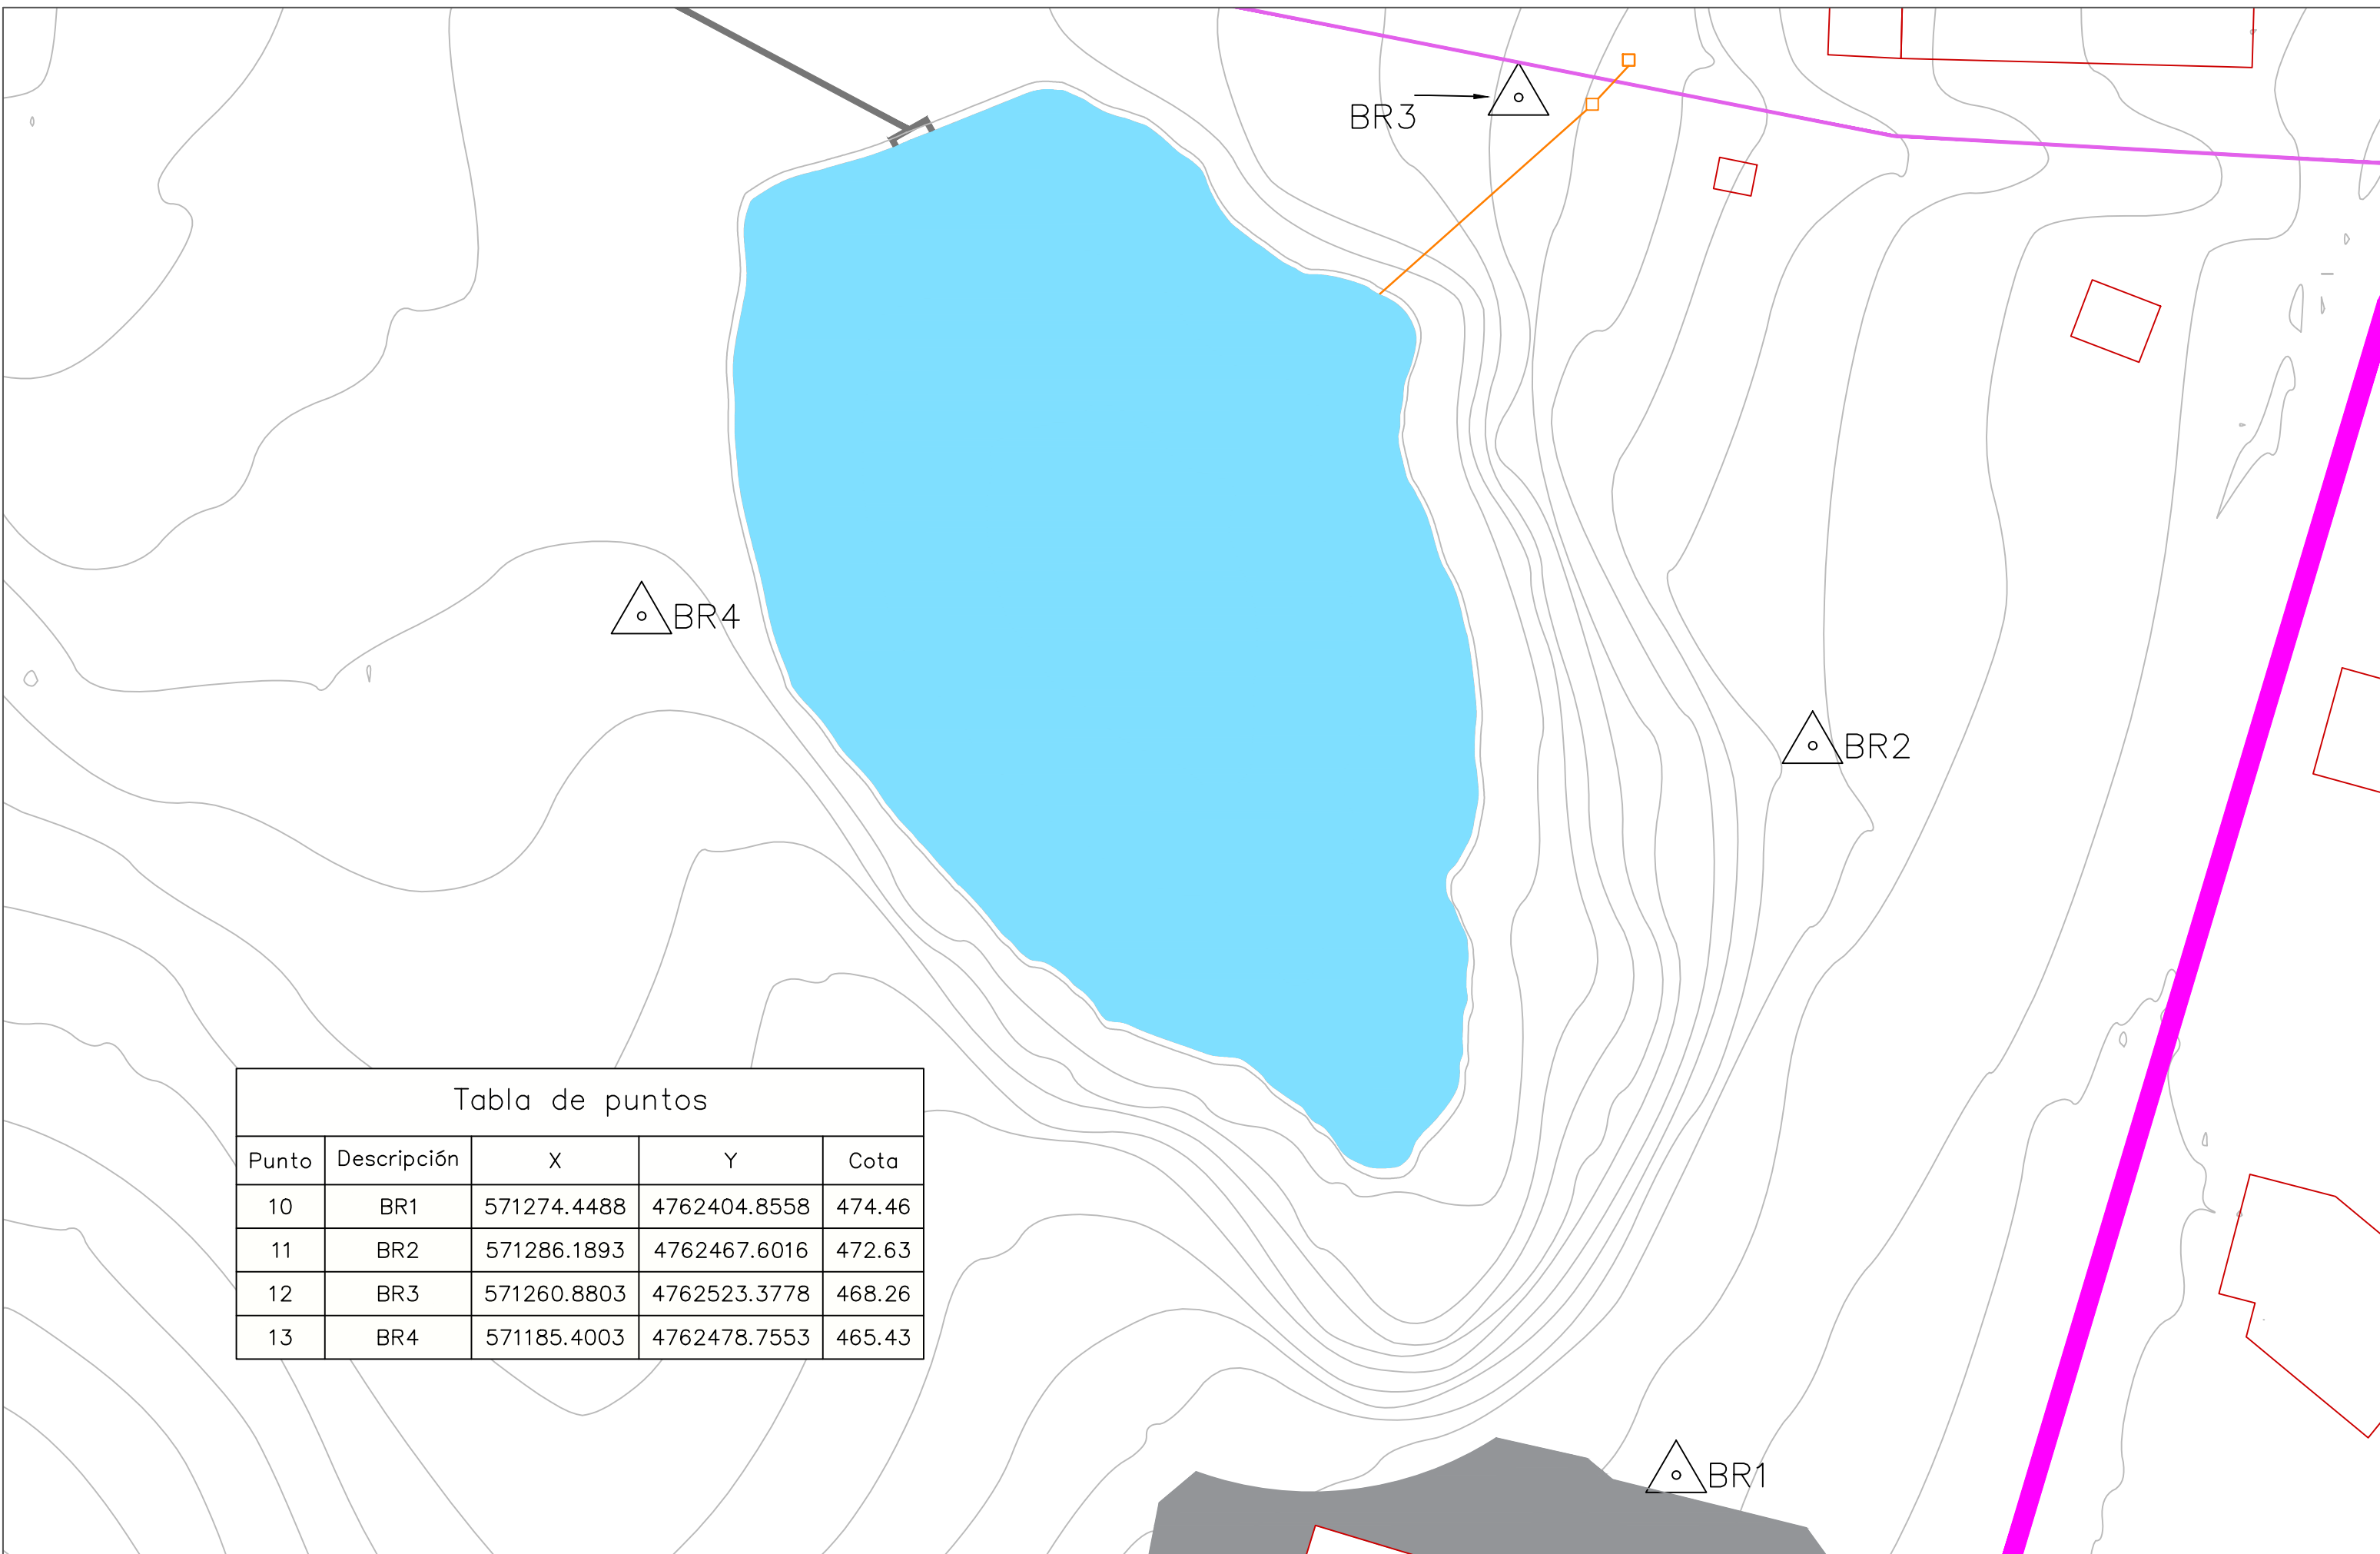 BR3
BR4
BR2
Tabla de puntos
Punto Descripción X Y Cota
10 BR1 571274.4488 4762404.8558 474.46
11 BR2 571286.1893 4762467.6016 472.63
12 BR3 571260.8803 4762523.3778 468.26
13 BR4 571185.4003 4762478.7553 465.43
BR1